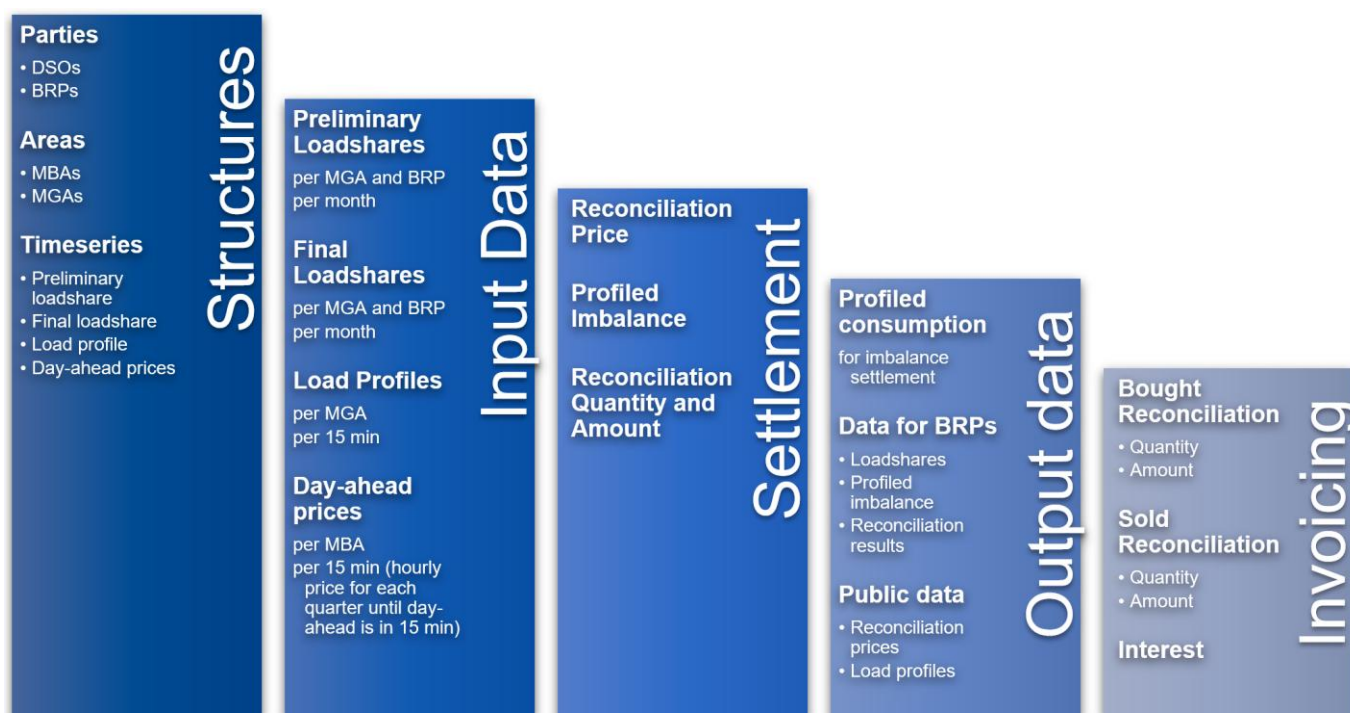 Structures
Parties
• DSOs
• BRPs
Areas
• MBAs
• MGAs
Timeseries
• Preliminary
loadshare
• Final loadshare
• Load profile
• Day-ahead prices
Input Data
Preliminary
Loadshares
per MGA and BRP
per month
Final
Loadshares
per MGA and BRP
per month
Load Profiles
per MGA
per 15 min
Day-ahead
prices
per MBA
per 15 min (hourly
price for each
quarter until day-
ahead is in 15 min)
Settlement
Reconciliation
Price
Profiled
Imbalance
Reconciliation
Quantity and
Amount
Output data
Profiled
consumption
for imbalance
settlement
Data for BRPs
• Loadshares
• Profiled
imbalance
• Reconciliation
results
Public data
• Reconciliation
prices
• Load profiles
Invoicing
Bought
Reconciliation
• Quantity
• Amount
Sold
Reconciliation
• Quantity
• Amount
Interest